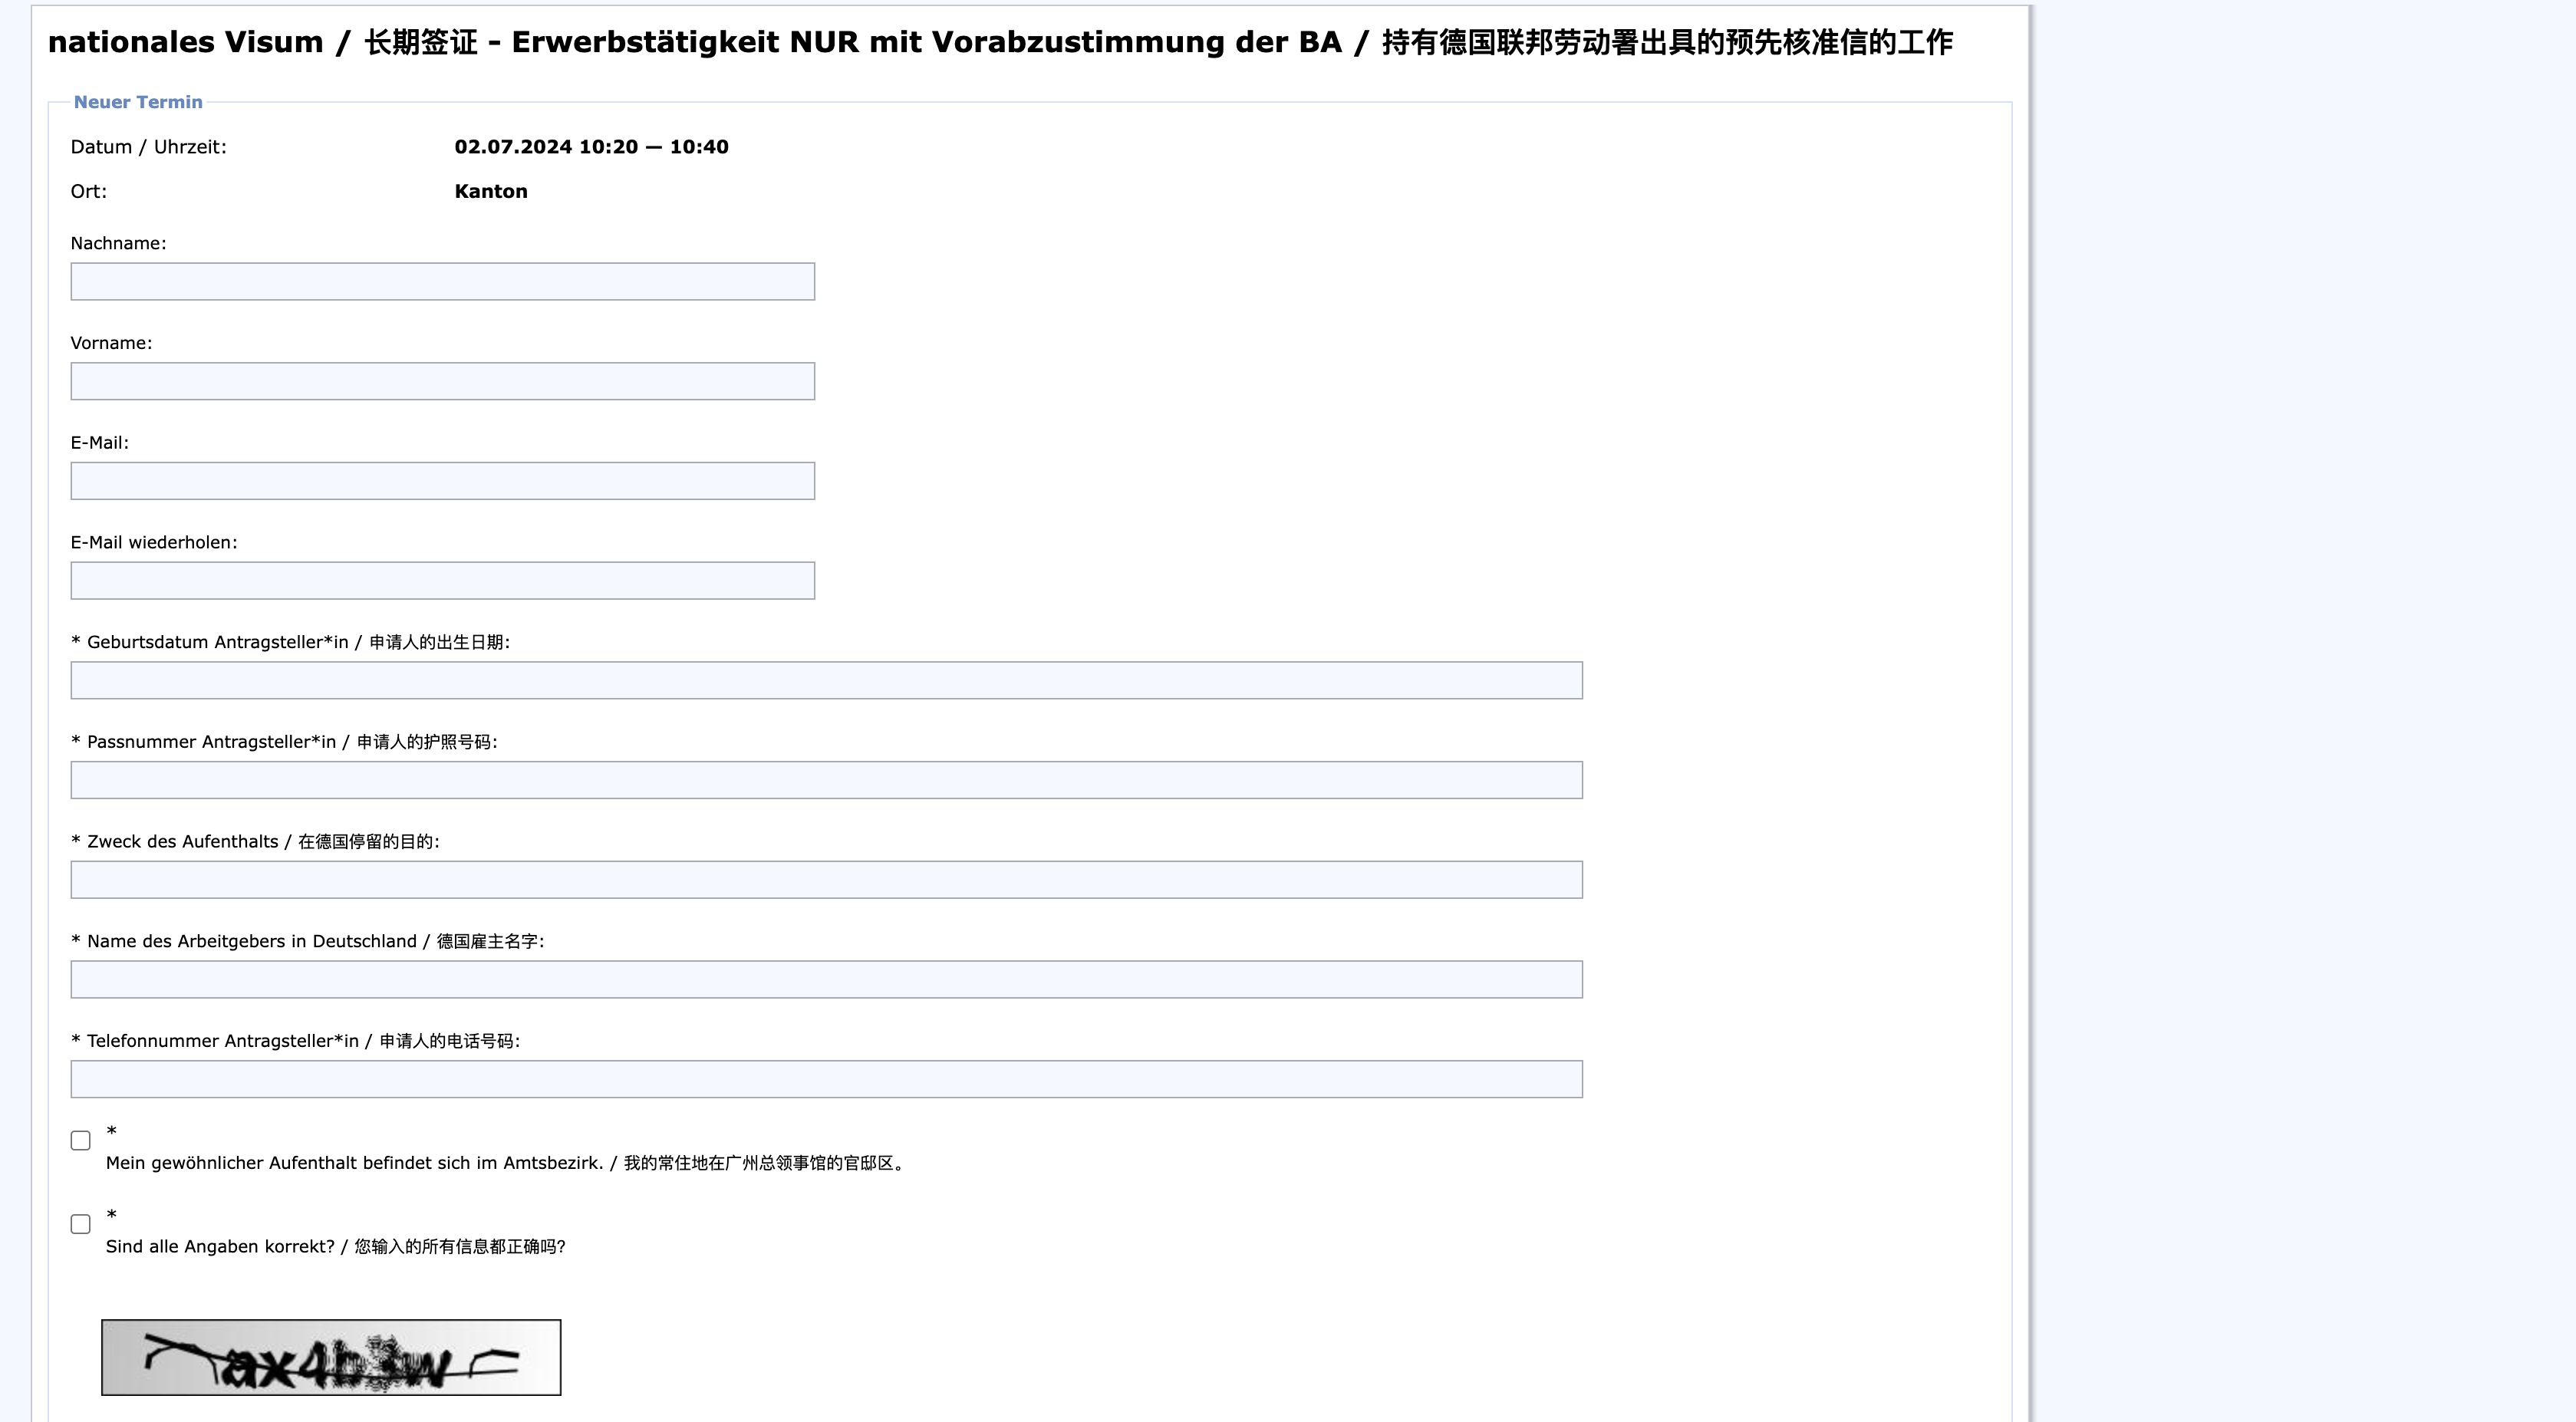 nationales Visum / 长期签证 - Erwerbstätigkeit NUR mit Vorabzustimmung der BA / 持有德国联邦劳动署出具的预先核准信的工作
Neuer Termin
Datum / Uhrzeit: 02.07.2024 10:20 — 10:40
Ort: Kanton
Nachname:
Vorname:
E-Mail:
E-Mail wiederholen:
* Geburtsdatum Antragsteller*in / 申请人的出生日期:
* Passnummer Antragsteller*in / 申请人的护照号码:
* Zweck des Aufenthalts / 在德国停留的目的:
* Name des Arbeitgebers in Deutschland / 德国雇主名字:
* Telefonnummer Antragsteller*in / 申请人的电话号码:
*
Mein gewöhnlicher Aufenthalt befindet sich im Amtsbezirk. / 我的常住地在广州总领事馆的官邸区。
*
Sind alle Angaben korrekt? / 您输入的所有信息都正确吗?